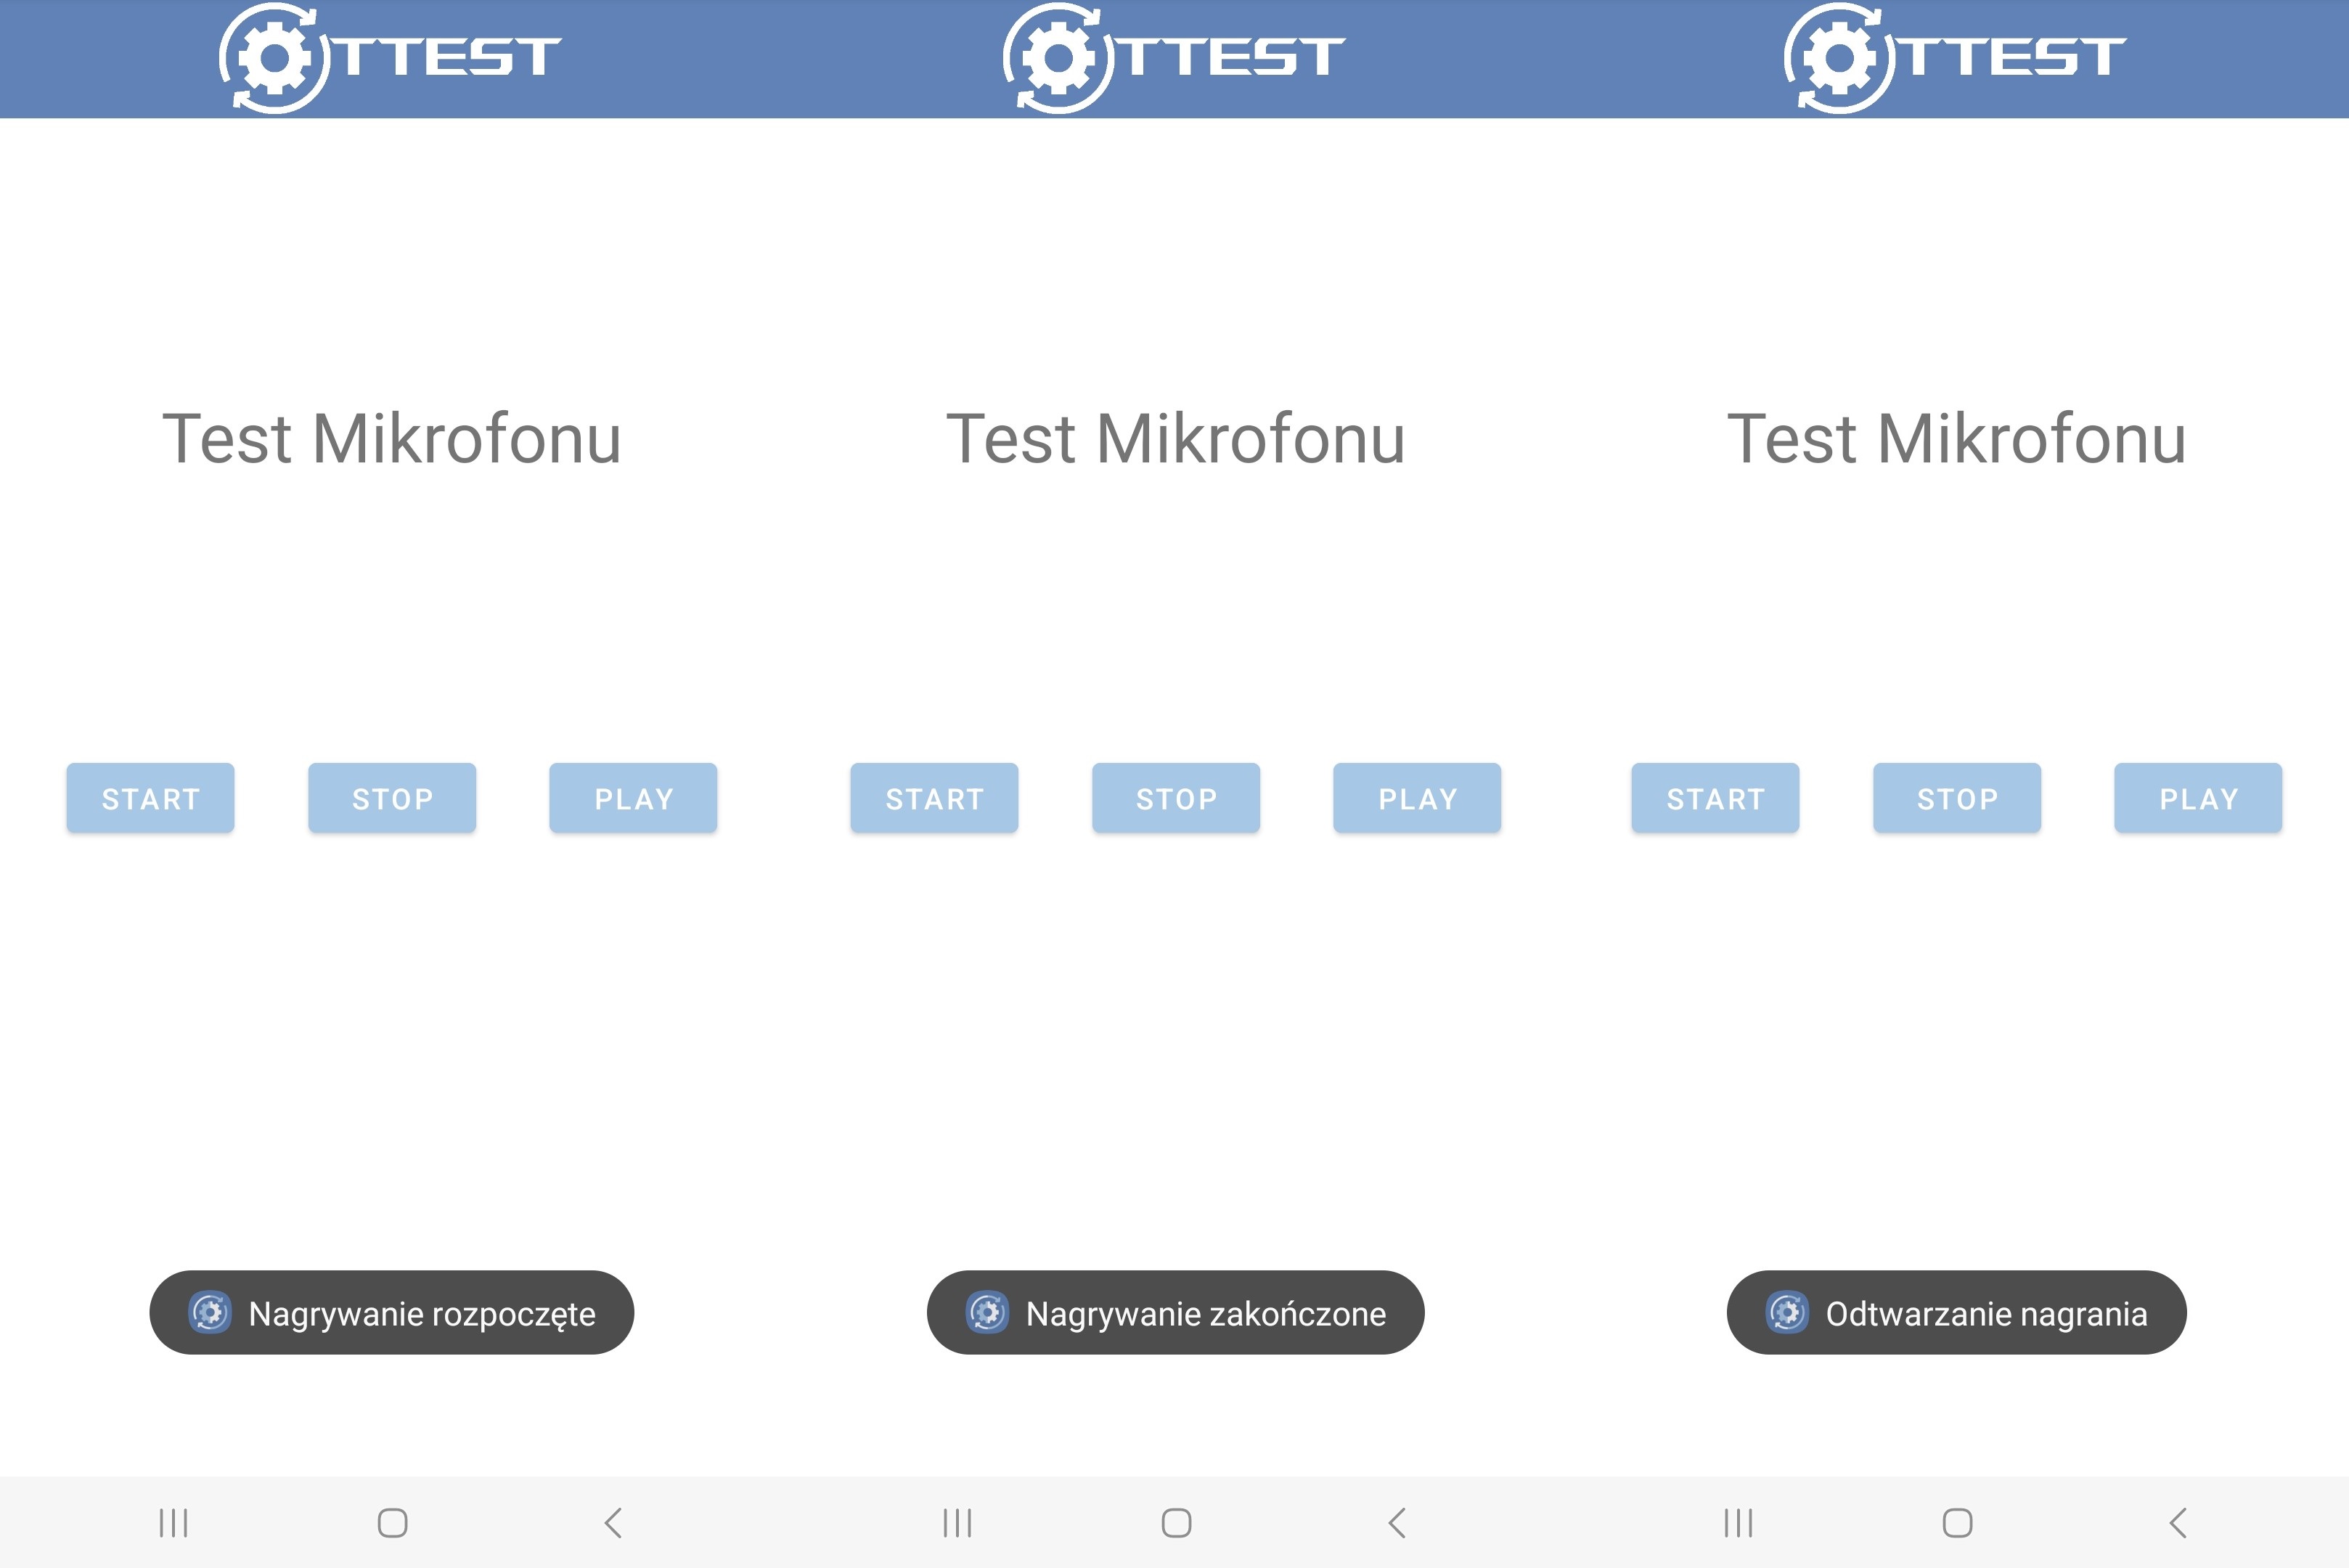 TTEST
Test Mikrofonu
START STOP PLAY
Nagrywanie rozpoczęte
TTEST
Test Mikrofonu
START STOP PLAY
Nagrywanie zakończone
TTEST
Test Mikrofonu
START STOP PLAY
Odtwarzanie nagrania